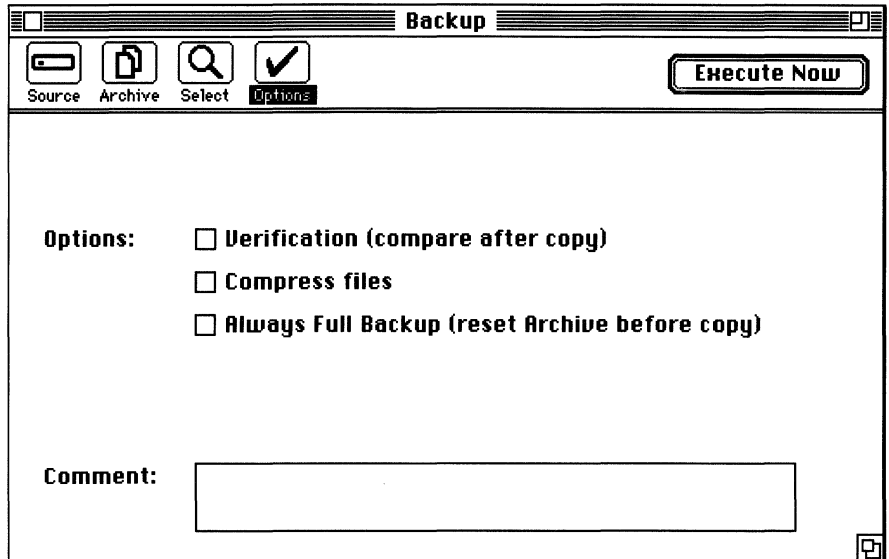 Backup
Source Archive Select Options
Execute Now
Options:
Verification (compare after copy)
Compress files
Always Full Backup (reset Archive before copy)
Comment: